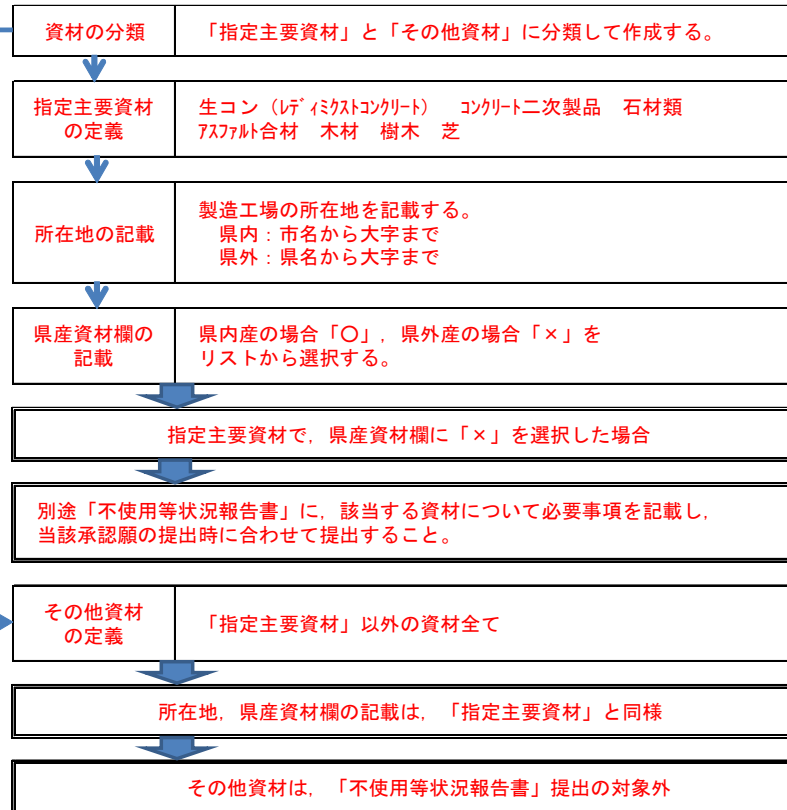 資材の分類
「指定主要資材」と「その他資材」に分類して作成する。
指定主要資材
の定義
生コン（ﾚﾃﾞｨﾐｸｽﾄｺﾝｸﾘｰﾄ）　ｺﾝｸﾘｰﾄ二次製品　石材類
ｱｽﾌｧﾙﾄ合材　木材　樹木　芝
所在地の記載
製造工場の所在地を記載する。
県内：市名から大字まで
県外：県名から大字まで
県産資材欄の
記載
県内産の場合「〇」，県外産の場合「×」を
リストから選択する。
指定主要資材で，県産資材欄に「×」を選択した場合
別途「不使用等状況報告書」に，該当する資材について必要事項を記載し，
当該承認願の提出時に合わせて提出すること。
その他資材
の定義
「指定主要資材」以外の資材全て
所在地，県産資材欄の記載は，「指定主要資材」と同様
その他資材は，「不使用等状況報告書」提出の対象外